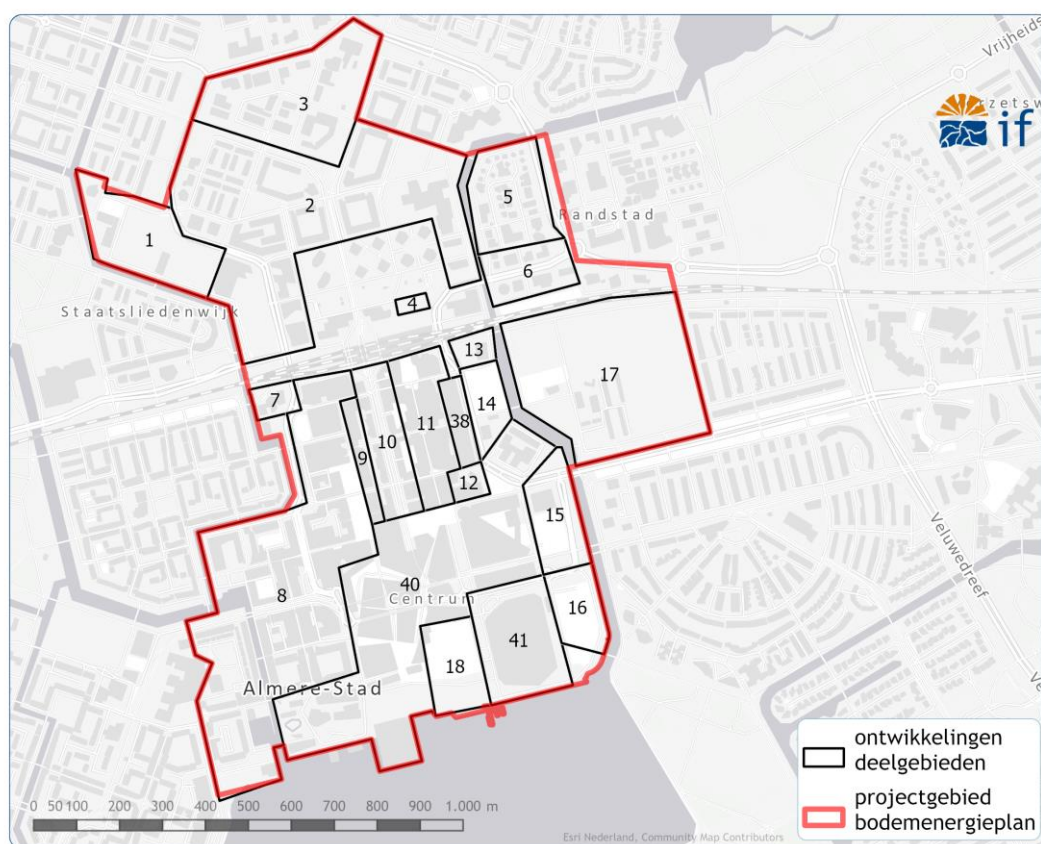 Vrijheids
rzetsw
if
3
2
5
Randstad
1
6
4
Staatsliedenwijk
13
17
7
14
11
38
10
9
12
15
Veluwedreef
40
8
Centrum
16
41
18
Almere-Stad
ontwikkelingen
deelgebieden
projectgebied
bodemenergieplan
0 50 100 200 300 400 500 600 700 800 900 1.000 m
Esri Nederland, Community Map Contributors